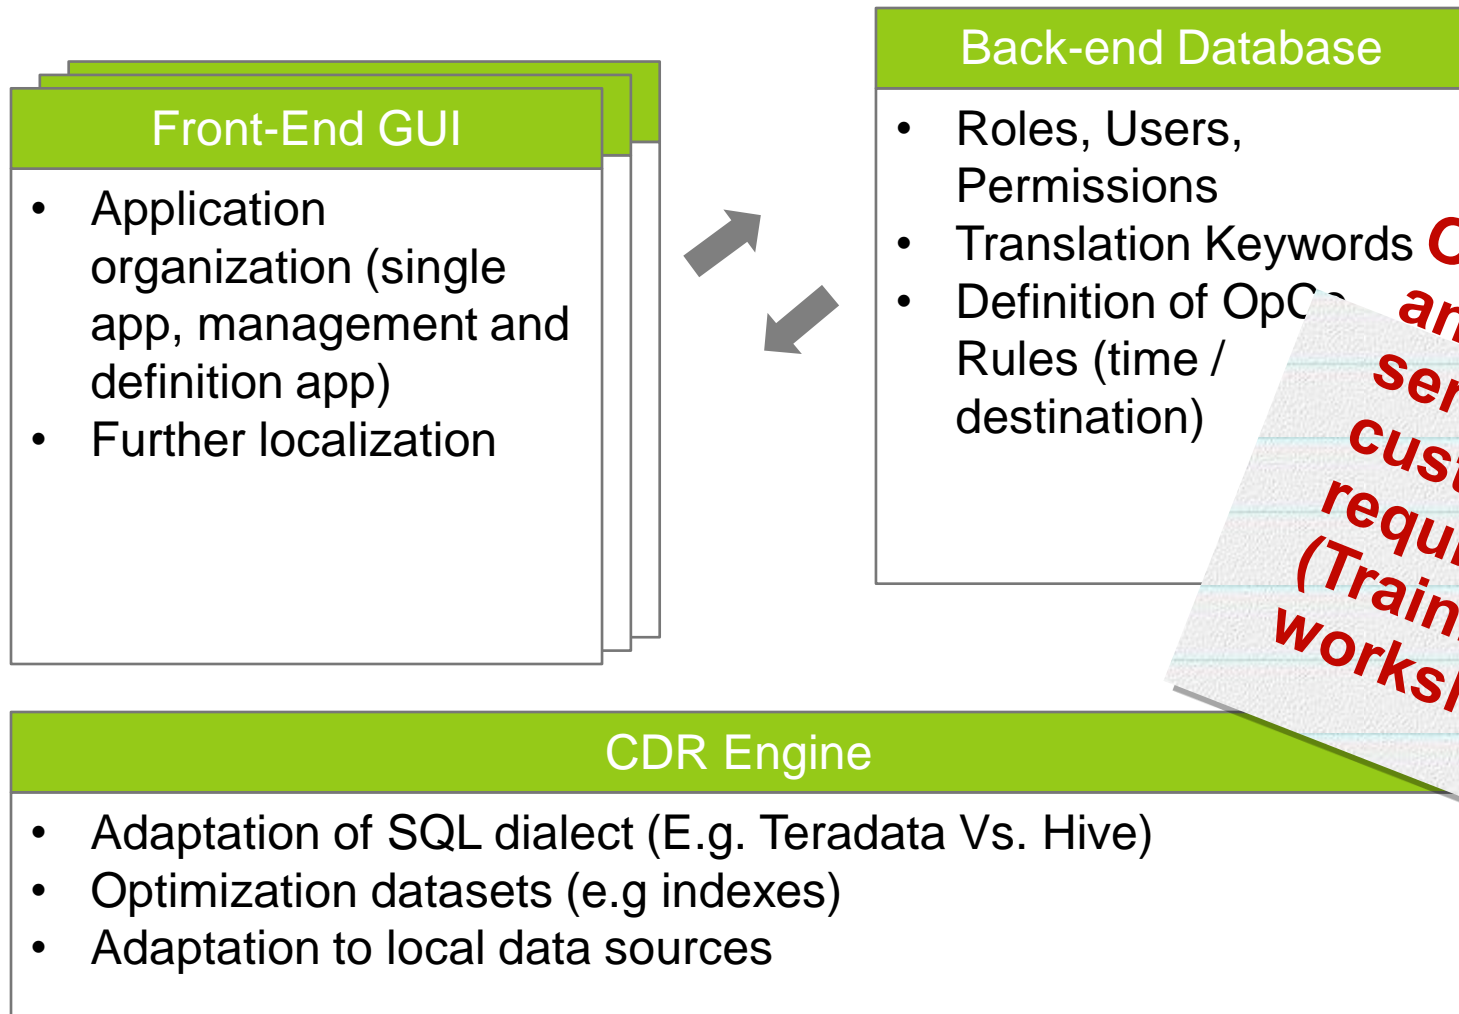 Front-End GUI
• Application
organization (single
app, management and
definition app)
• Further localization
Back-end Database
• Roles, Users,
Permissions
• Translation Keywords
• Definition of OpCo
Rules (time /
destination)
CDR Engine
• Adaptation of SQL dialect (E.g. Teradata Vs. Hive)
• Optimization datasets (e.g indexes)
• Adaptation to local data sources